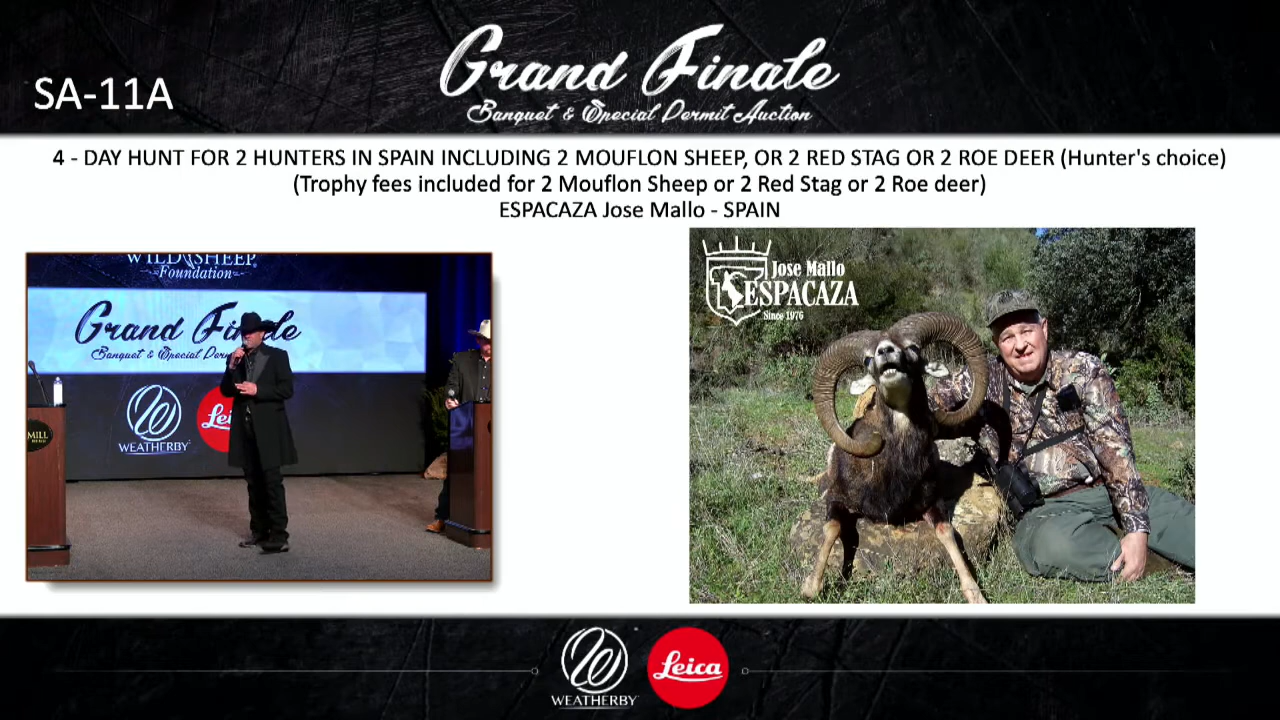 SA-11A
Grand Finale
Banquet & Special Permit Auction
4 - DAY HUNT FOR 2 HUNTERS IN SPAIN INCLUDING 2 MOUFLON SHEEP, OR 2 RED STAG OR 2 ROE DEER (Hunter's choice)
(Trophy fees included for 2 Mouflon Sheep or 2 Red Stag or 2 Roe deer)
ESPACAZA Jose Mallo - SPAIN
WILD SHEEP
Foundation
Grand Finale
Banquet & Special
WEATHERBY
MILL
Jose Mallo
ESPACAZA
Since 1976
WEATHERBY
Leica